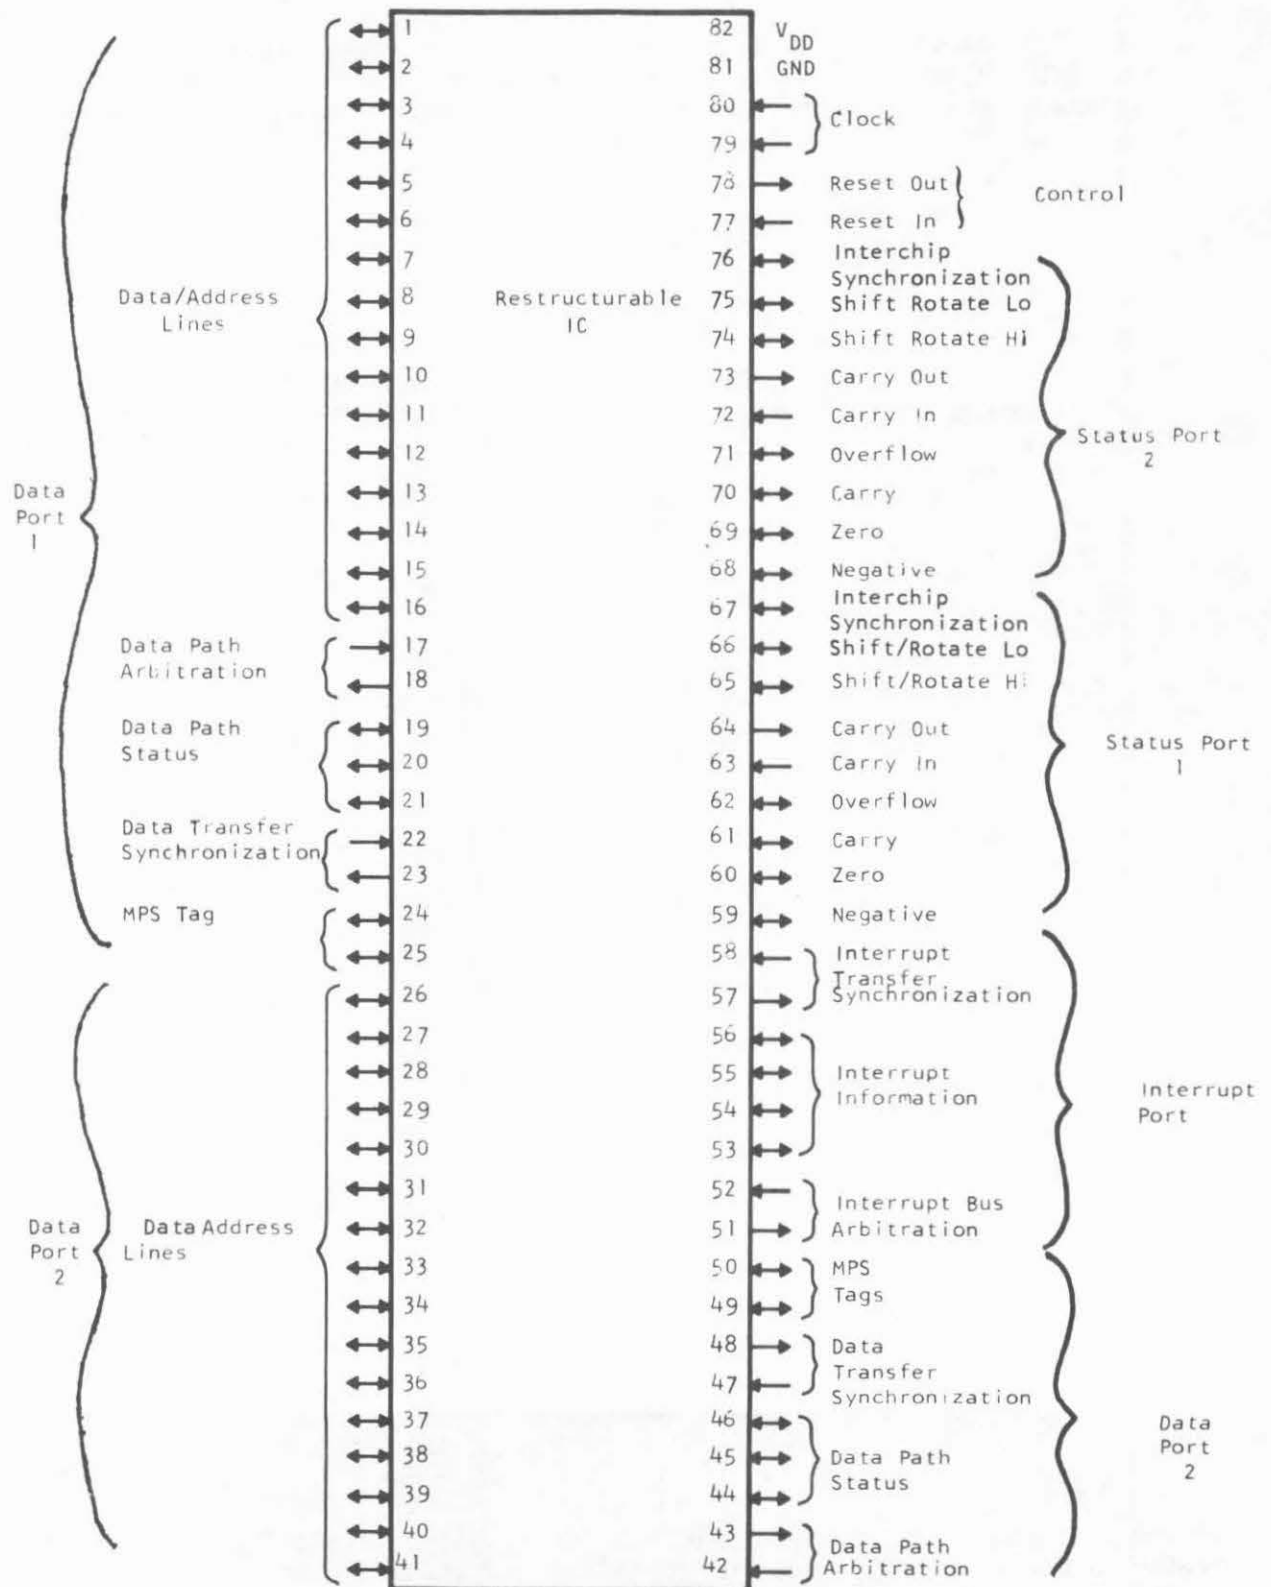 1 82 V
DD
2 81 GND
3 80
Clock
4 79
5 78 Reset Out
Control
6 77 Reset In
7 76 Interchip
Synchronization
Data/Address 8 Restructurable 75 Shift Rotate Lo
Lines IC
9 74 Shift Rotate Hi
10 73 Carry Out
11 72 Carry In
12 71 Overflow
Status Port
2
Data 13 70 Carry
Port
1
14 69 Zero
15 68 Negative
16 67 Interchip
Synchronization
Data Path 17 66 Shift/Rotate Lo
Arbitration 18 65 Shift/Rotate Hi
Data Path 19 64 Carry Out
Status Status Port
1
20 63 Carry In
21 62 Overflow
Data Transfer
Synchronization 22 61 Carry
23 60 Zero
MPS Tag 24 59 Negative
25 58 Interrupt
Transfer
26 57 Synchronization
27 56
28 55 Interrupt
Information
Interrupt
Port
29 54
30 53
31 52 Interrupt Bus
Data Data Address 32 51 Arbitration
Port Lines
2
33 50 MPS
Tags
34 49
35 48 Data
Transfer
36 47 Synchronization
37 46
Data
Port
2
38 45 Data Path
Status
39 44
40 43 Data Path
41 42 Arbitration